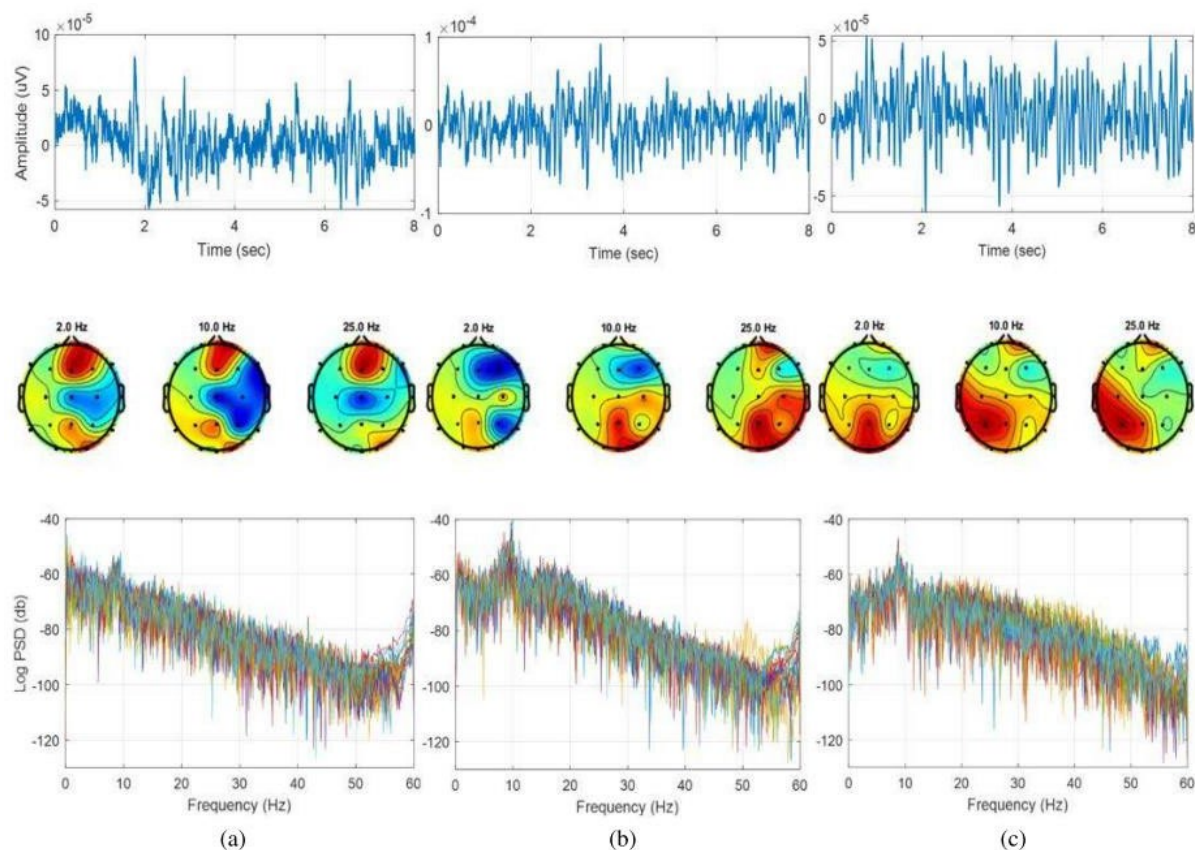 ×10⁻⁵ 1 ×10⁻⁴ ×10⁻⁵
10 5 0 -5
1 0 -1
5 0 -5
Amplitude (uV)
0 2 4 6 8 0 2 4 6 8 0 2 4 6 8
Time (sec) Time (sec) Time (sec)
2.0 Hz 10.0 Hz 25.0 Hz 2.0 Hz 10.0 Hz 25.0 Hz 2.0 Hz 10.0 Hz 25.0 Hz
-40 -40 -40
-60 -60 -60
Log PSD (db)
-80 -80 -80
-100 -100 -100
-120 -120 -120
0 10 20 30 40 50 60 0 10 20 30 40 50 60 0 10 20 30 40 50 60
Frequency (Hz) Frequency (Hz) Frequency (Hz)
(a) (b) (c)